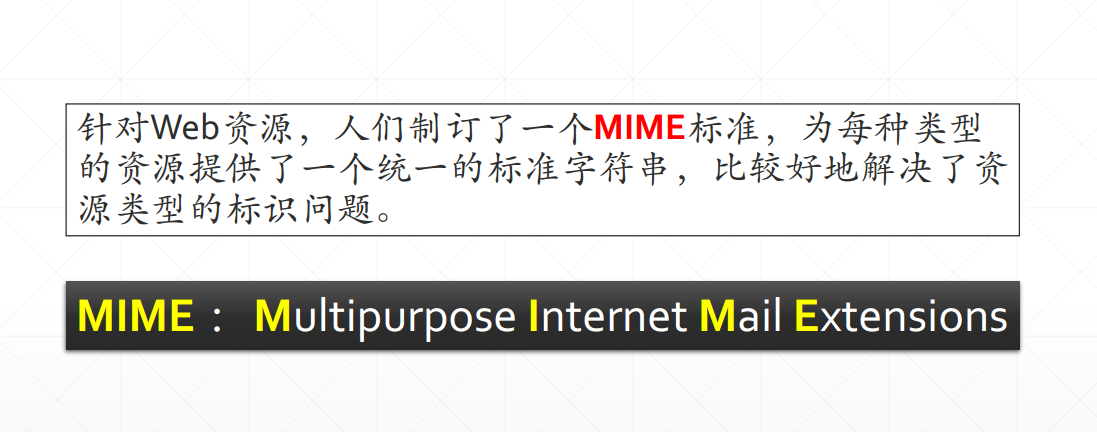 针对Web资源，人们制订了一个MIME标准，为每种类型
的资源提供了一个统一的标准字符串，比较好地解决了资
源类型的标识问题。
MIME： Multipurpose Internet Mail Extensions